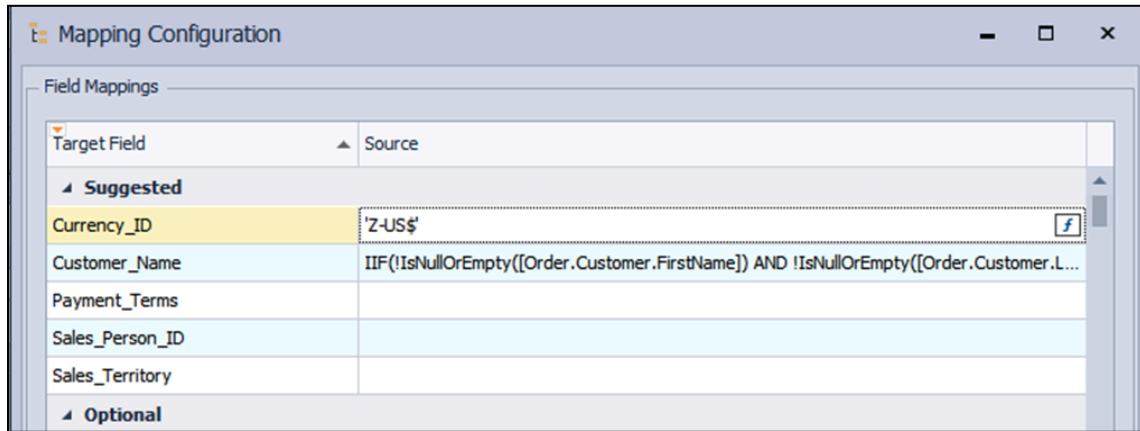 Mapping Configuration
Field Mappings
Target Field Source
Suggested
Currency_ID 'Z-US$'
Customer_Name IIF(!IsNullOrEmpty([Order.Customer.FirstName]) AND !IsNullOrEmpty([Order.Customer.L...
Payment_Terms
Sales_Person_ID
Sales_Territory
Optional